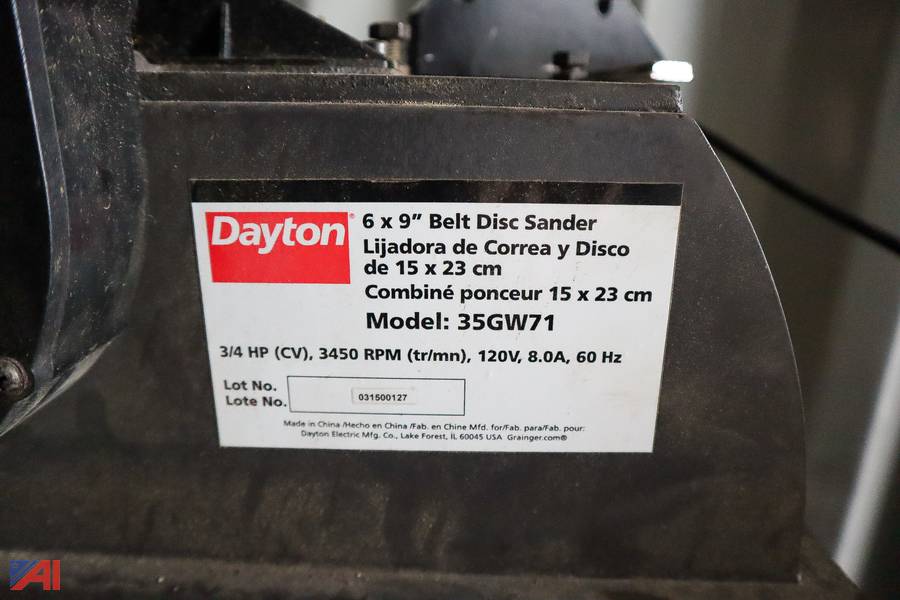 Dayton®
6 x 9" Belt Disc Sander
Lijadora de Correa y Disco
de 15 x 23 cm
Combiné ponceur 15 x 23 cm
Model: 35GW71
3/4 HP (CV), 3450 RPM (tr/mn), 120V, 8.0A, 60 Hz
Lot No.
Lote No.
031500127
Made in China /Hecho en China /Fab. en Chine Mfd. for/Fab. para/Fab. pour:
Dayton Electric Mfg. Co., Lake Forest, IL 60045 USA Grainger.com®
AI